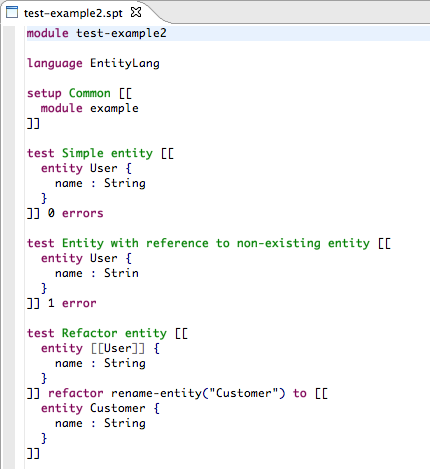 test-example2.spt
module test-example2
language EntityLang
setup Common [[
module example
]]
test Simple entity [[
entity User {
name : String
}
]] 0 errors
test Entity with reference to non-existing entity [[
entity User {
name : Strin
}
]] 1 error
test Refactor entity [[
entity [[User]] {
name : String
}
]] refactor rename-entity("Customer") to [[
entity Customer {
name : String
}
]]